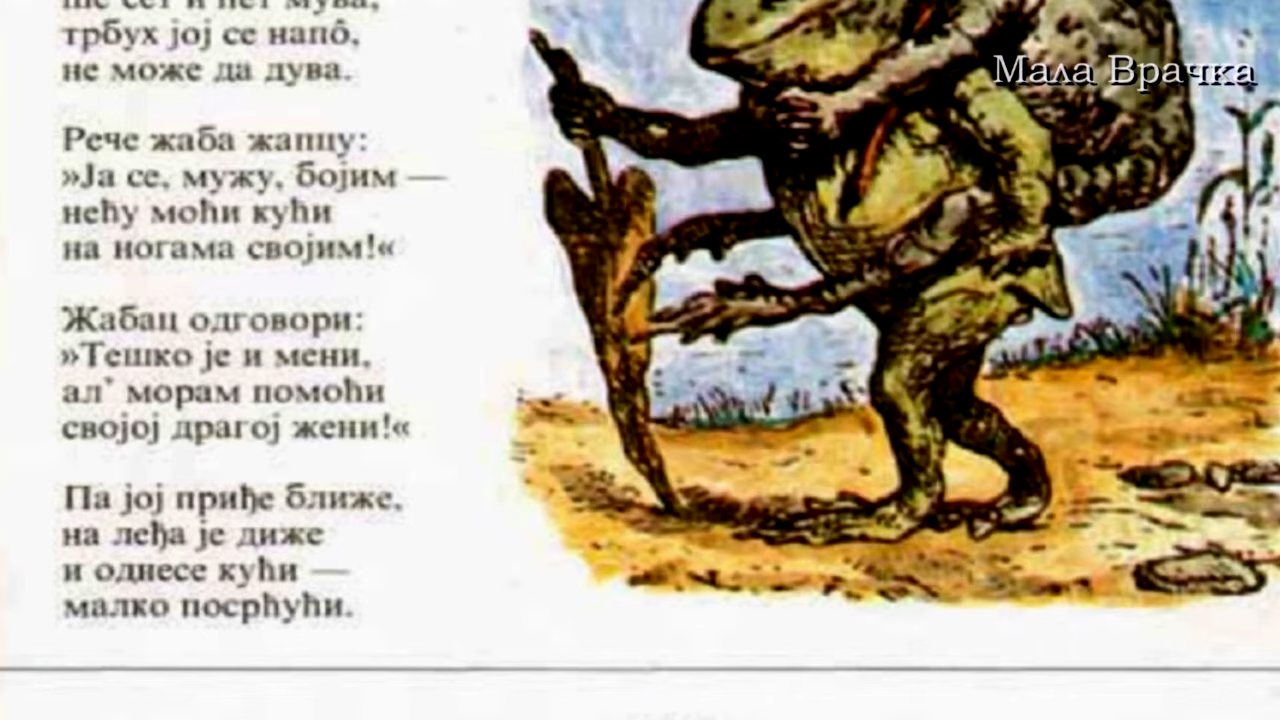 трбух јој се напô,
не може да дува.
Рече жаба жапцу:
»Ја се, мужу, бојим —
нећу моћи кући
на ногама својим!«
Жабац одговори:
»Тешко је и мени,
ал' морам помоћи
својој драгој жени!«
Па јој приђе ближе,
на леђа је диже
и однесе кући —
малко посрћући.
Мала Врачка